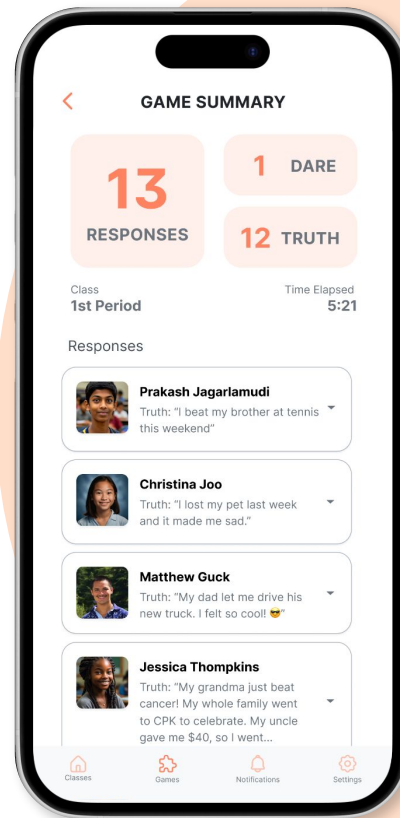 GAME SUMMARY
13
RESPONSES
1 DARE
12 TRUTH
Class
1st Period
Time Elapsed
5:21
Responses
Prakash Jagarlamudi
Truth: “I beat my brother at tennis
this weekend”
Christina Joo
Truth: “I lost my pet last week
and it made me sad.”
Matthew Guck
Truth: “My dad let me drive his
new truck. I felt so cool! 😎”
Jessica Thompkins
Truth: “My grandma just beat
cancer! My whole family went
to CPK to celebrate. My uncle
gave me $40, so I went...
Classes
Games
Notifications
Settings